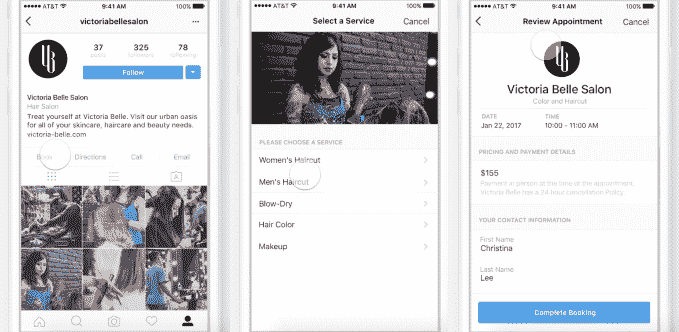 AT&T 9:41 AM 100%
victoriabellesalon
37 325 78
posts followers following
Follow
Victoria Belle Salon
Hair Salon
Treat yourself at Victoria Belle. Visit our urban oasis
for all of your skincare, haircare and beauty needs.
victoria-belle.com
Book Directions Call Email
AT&T 9:41 AM 100%
Select a Service Cancel
PLEASE CHOOSE A SERVICE
Women's Haircut
Men's Haircut
Blow-Dry
Hair Color
Makeup
AT&T 9:41 AM 100%
Review Appointment Cancel
VB
Victoria Belle Salon
Color and Haircut
DATE TIME
Jan 22, 2017 10:00 - 11:00 AM
PRICING AND PAYMENT DETAILS
$155
Payment in person at the time of the appointment.
Victoria Belle has a 24 hour cancellation Policy
YOUR CONTACT INFORMATION
First Name
Christina
Last Name
Lee
Complete Booking